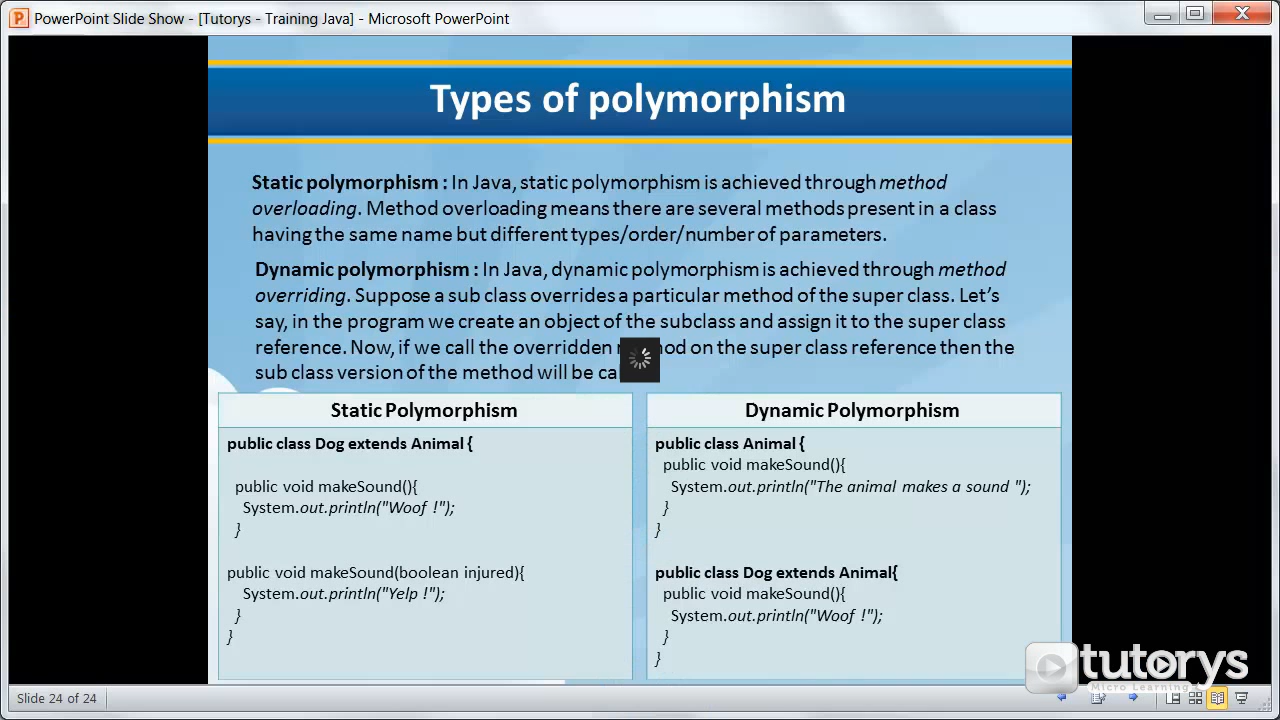 PowerPoint Slide Show - [Tutorys - Training Java] - Microsoft PowerPoint
Types of polymorphism
Static polymorphism : In Java, static polymorphism is achieved through method
overloading. Method overloading means there are several methods present in a class
having the same name but different types/order/number of parameters.
Dynamic polymorphism : In Java, dynamic polymorphism is achieved through method
overriding. Suppose a sub class overrides a particular method of the super class. Let's
say, in the program we create an object of the subclass and assign it to the super class
reference. Now, if we call the overridden on the super class reference then the
sub class version of the method will be
Static Polymorphism
public class Dog extends Animal {
public void makeSound(){
System.out.println("Woof !");
}
public void makeSound(boolean injured){
System.out.println("Yelp !");
}
}
Dynamic Polymorphism
public class Animal {
public void makeSound(){
System.out.println("The animal makes a sound ");
}
}
public class Dog extends Animal{
public void makeSound(){
System.out.println("Woof !");
}
}
tutorys
Micro Learning
Slide 24 of 24